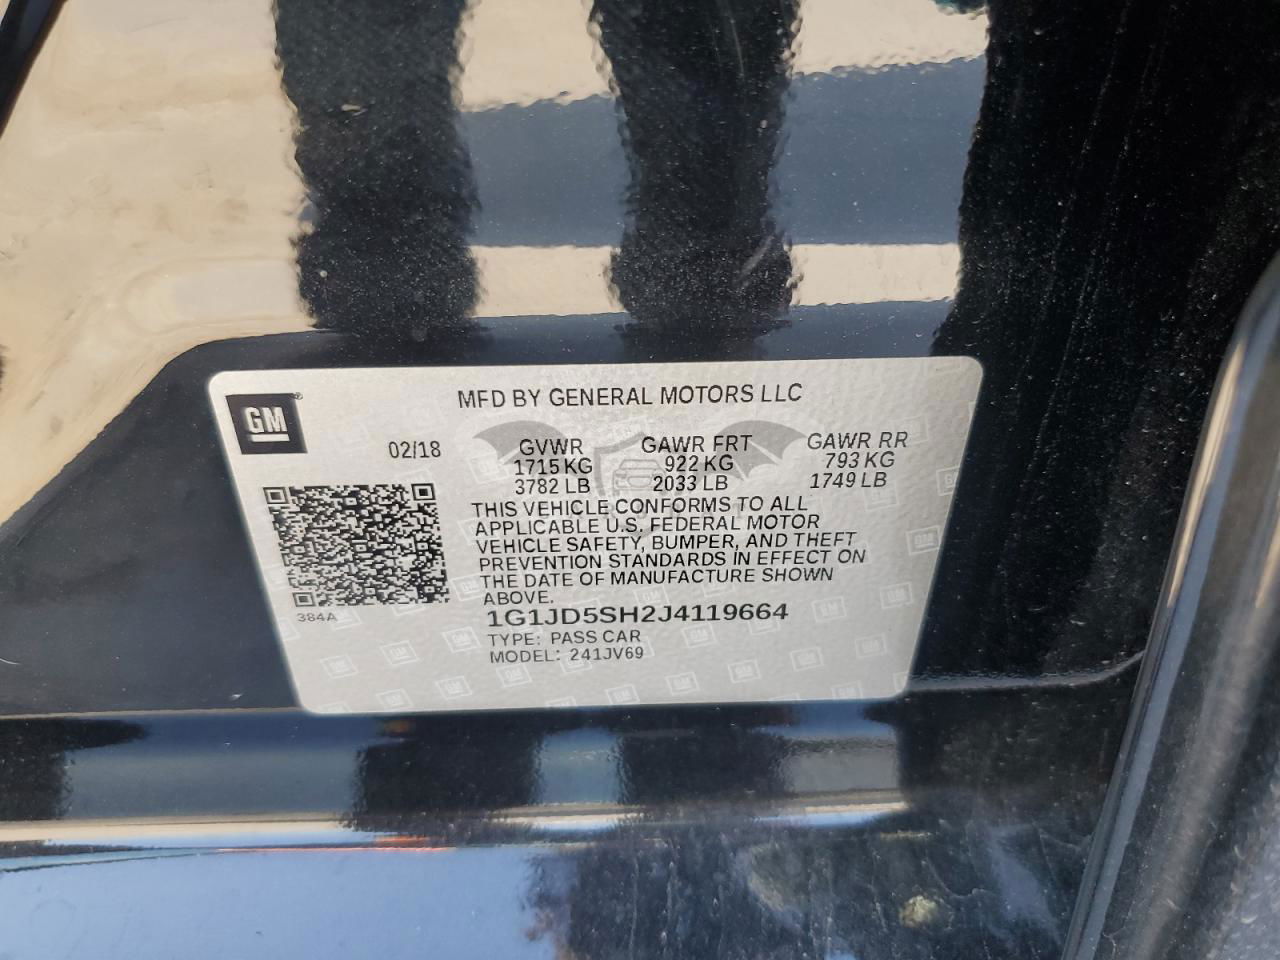 GM
MFD BY GENERAL MOTORS LLC
02/18 GVWR GAWR FRT GAWR RR
1715 KG 922 KG 793 KG
3782 LB 2033 LB 1749 LB
THIS VEHICLE CONFORMS TO ALL
APPLICABLE U.S. FEDERAL MOTOR
VEHICLE SAFETY, BUMPER, AND THEFT
PREVENTION STANDARDS IN EFFECT ON
THE DATE OF MANUFACTURE SHOWN
ABOVE.
384A
1G1JD5SH2J4119664
TYPE: PASS CAR
MODEL: 241JV69